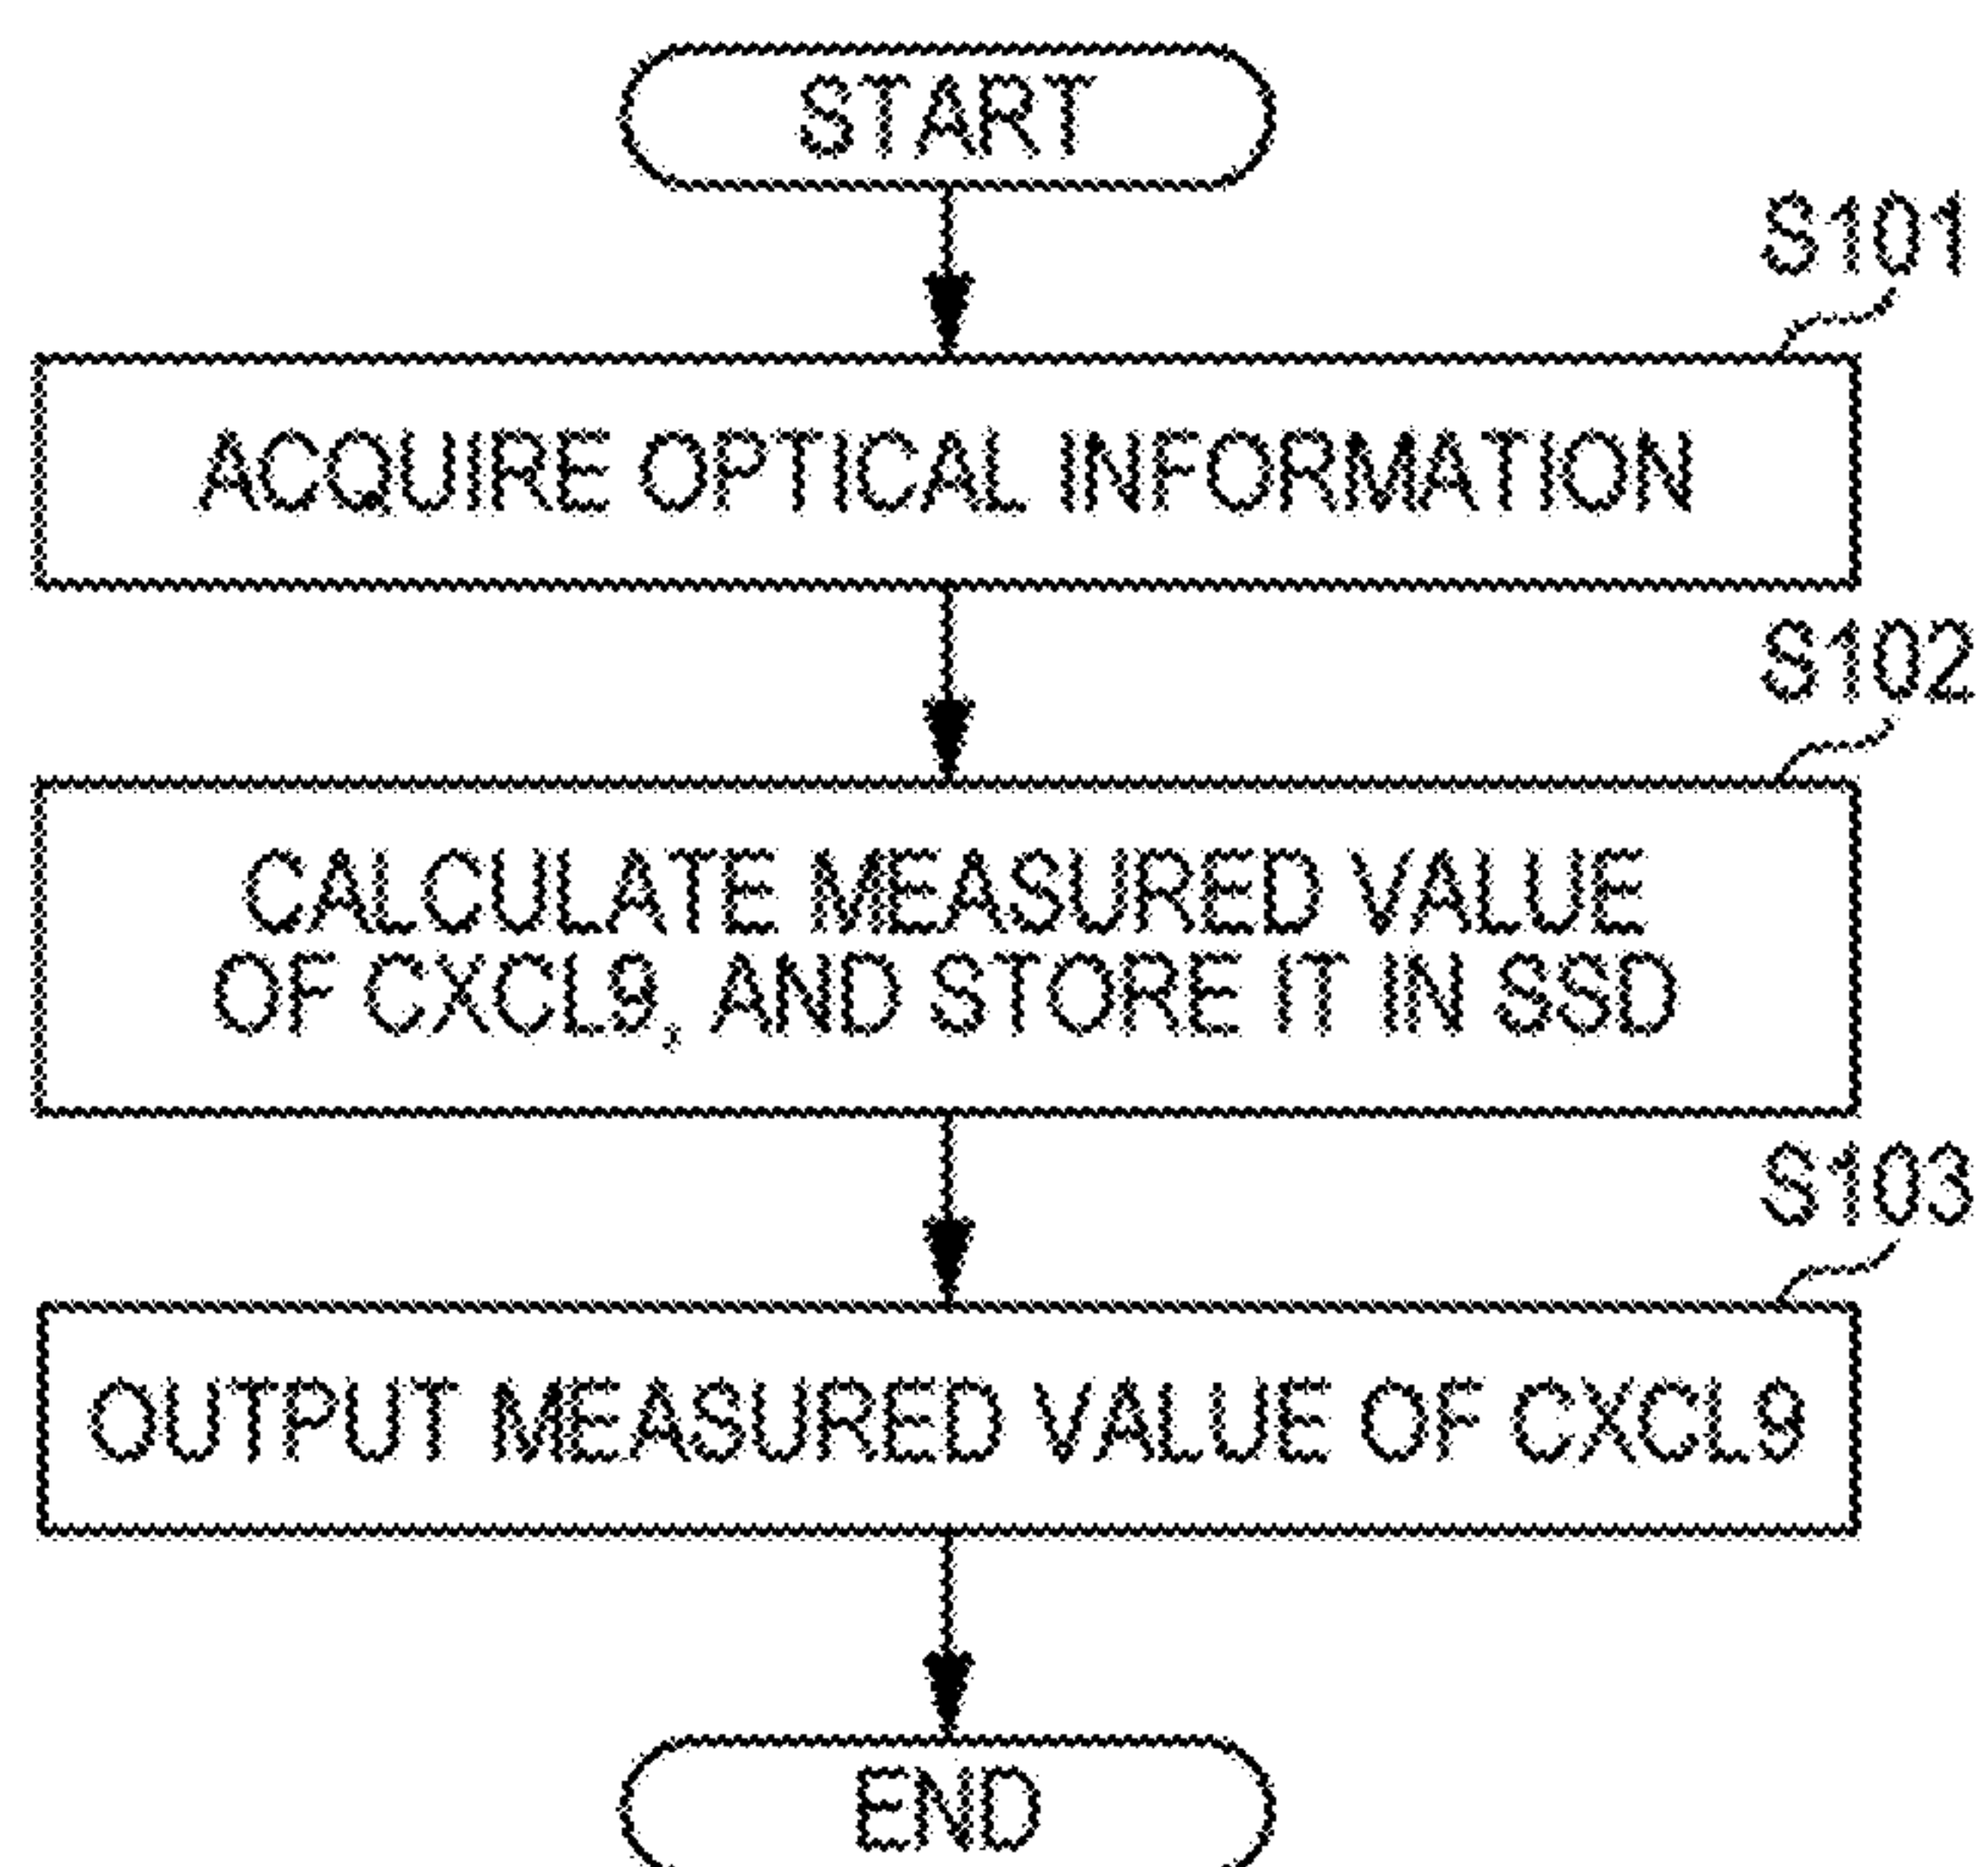 START
S101
ACQUIRE OPTICAL INFORMATION
S102
CALCULATE MEASURED VALUE
OF CXCL9, AND STORE IT IN SSD
S103
OUTPUT MEASURED VALUE OF CXCL9
END